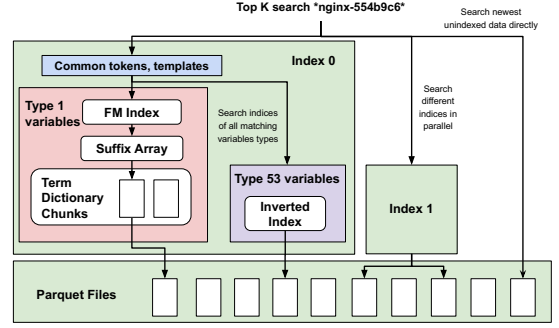 Top K search *nginx-554b9c6*
Search newest
unindexed data directly
Index 0
Common tokens, templates
Type 1
variables
FM Index
Suffix Array
Term
Dictionary
Chunks
Search indices
of all matching
variables types
Type 53 variables
Inverted
Index
Search
different
indices in
parallel
Index 1
Parquet Files